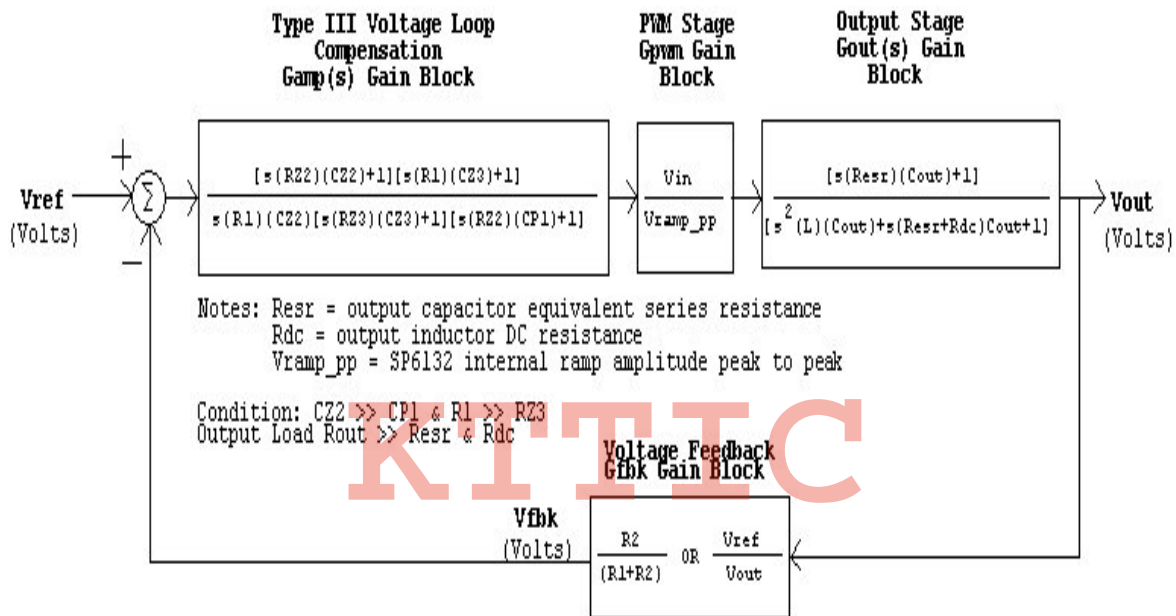 Type III Voltage Loop
Compensation
Gamp(s) Gain Block
PWM Stage
Gpwm Gain
Block
Output Stage
Gout(s) Gain
Block
+
Vref
(Volts)
Σ
−
[s(RZ2)(CZ2)+1][s(R1)(CZ3)+1]
s(R1)(CZ2)[s(RZ3)(CZ3)+1][s(RZ2)(CP1)+1]
Vin
Vramp_pp
[s(Resr)(Cout)+1]
[s^2(L)(Cout)+s(Resr+Rdc)Cout+1]
Vout
(Volts)
Notes: Resr = output capacitor equivalent series resistance
Rdc = output inductor DC resistance
Vramp_pp = SP6132 internal ramp amplitude peak to peak
Condition: CZ2 >> CP1 & R1 >> RZ3
Output Load Rout >> Resr & Rdc
KTTIC
Voltage Feedback
Gfbk Gain Block
Vfbk
(Volts)
R2
(R1+R2)
OR
Vref
Vout